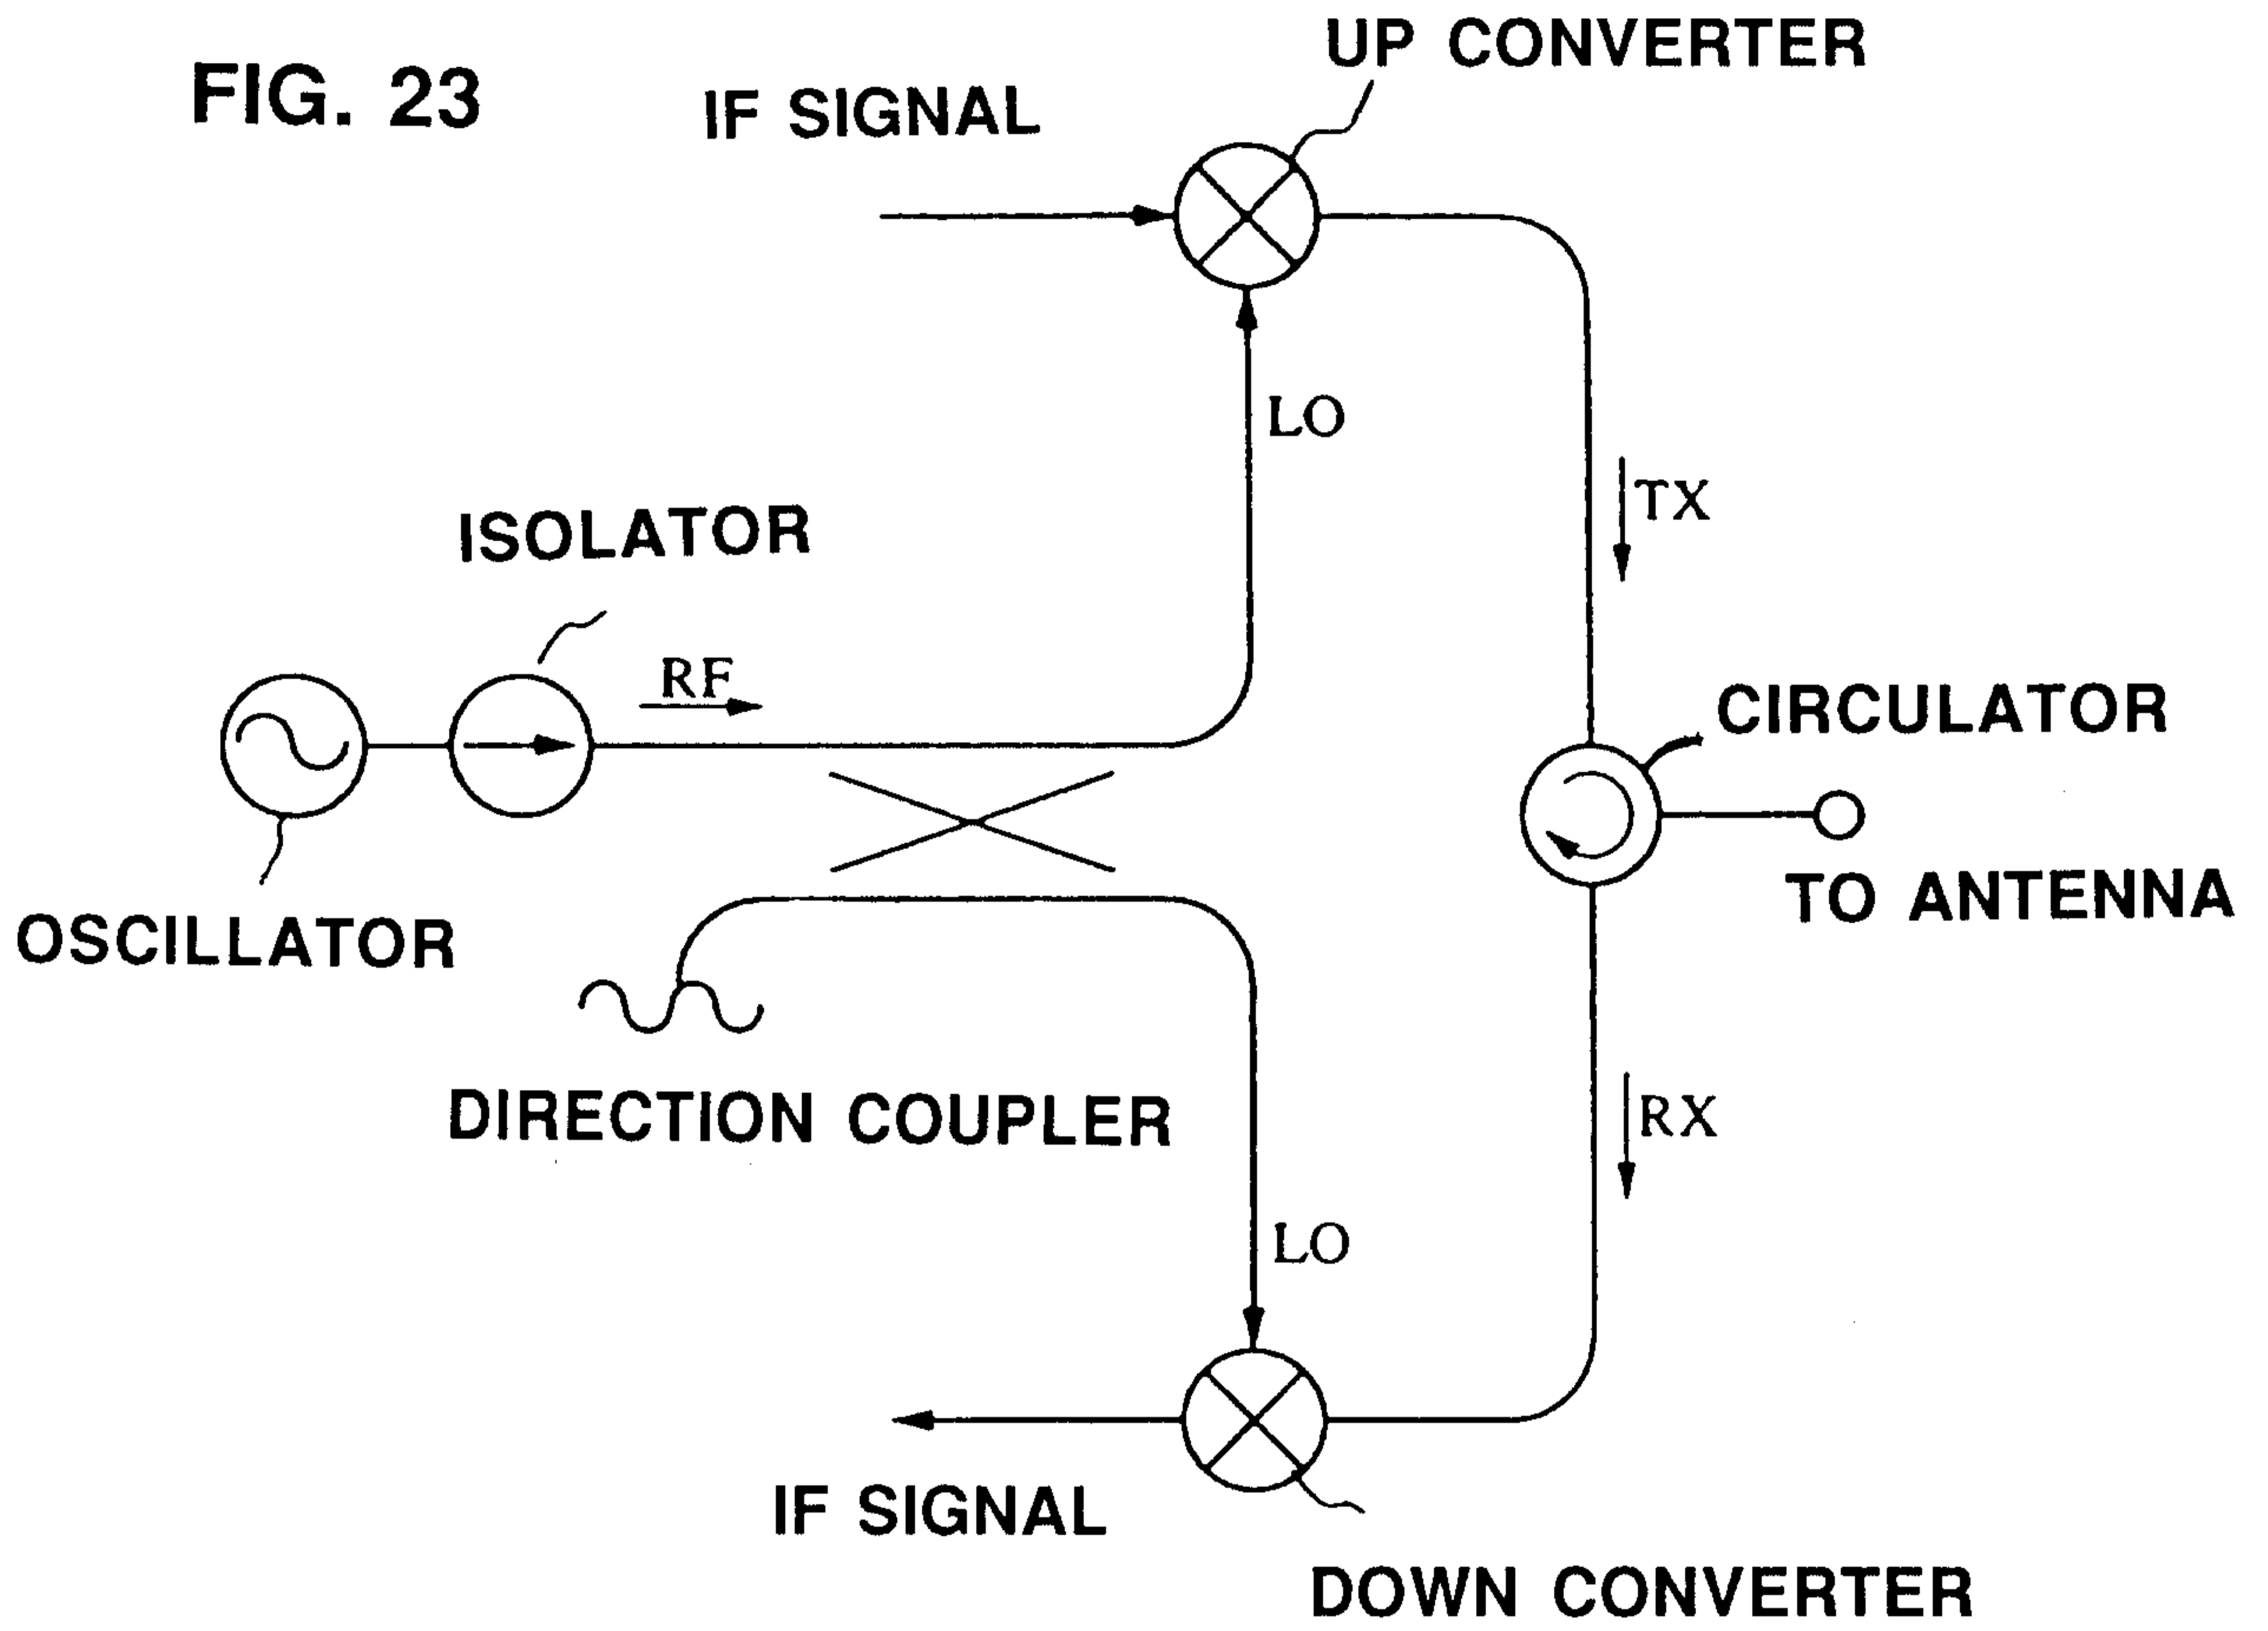 UP CONVERTER
FIG. 23
IF SIGNAL
LO
TX
ISOLATOR
RF
CIRCULATOR
TO ANTENNA
OSCILLATOR
DIRECTION COUPLER
RX
LO
IF SIGNAL
DOWN CONVERTER